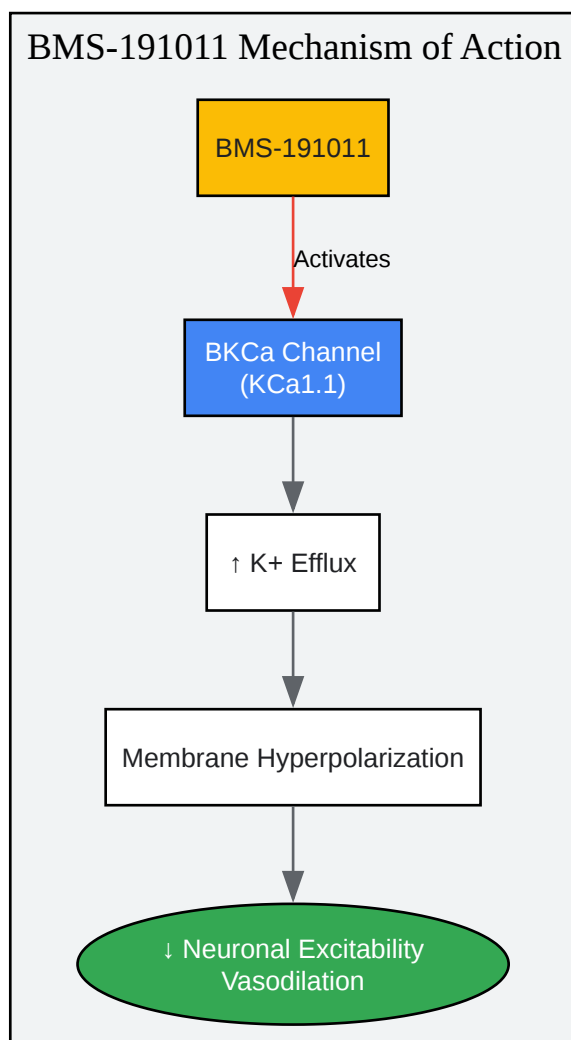 BMS-191011 Mechanism of Action
BMS-191011
Activates
BKCa Channel
(KCa1.1)
↑ K+ Efflux
Membrane Hyperpolarization
↓ Neuronal Excitability
Vasodilation